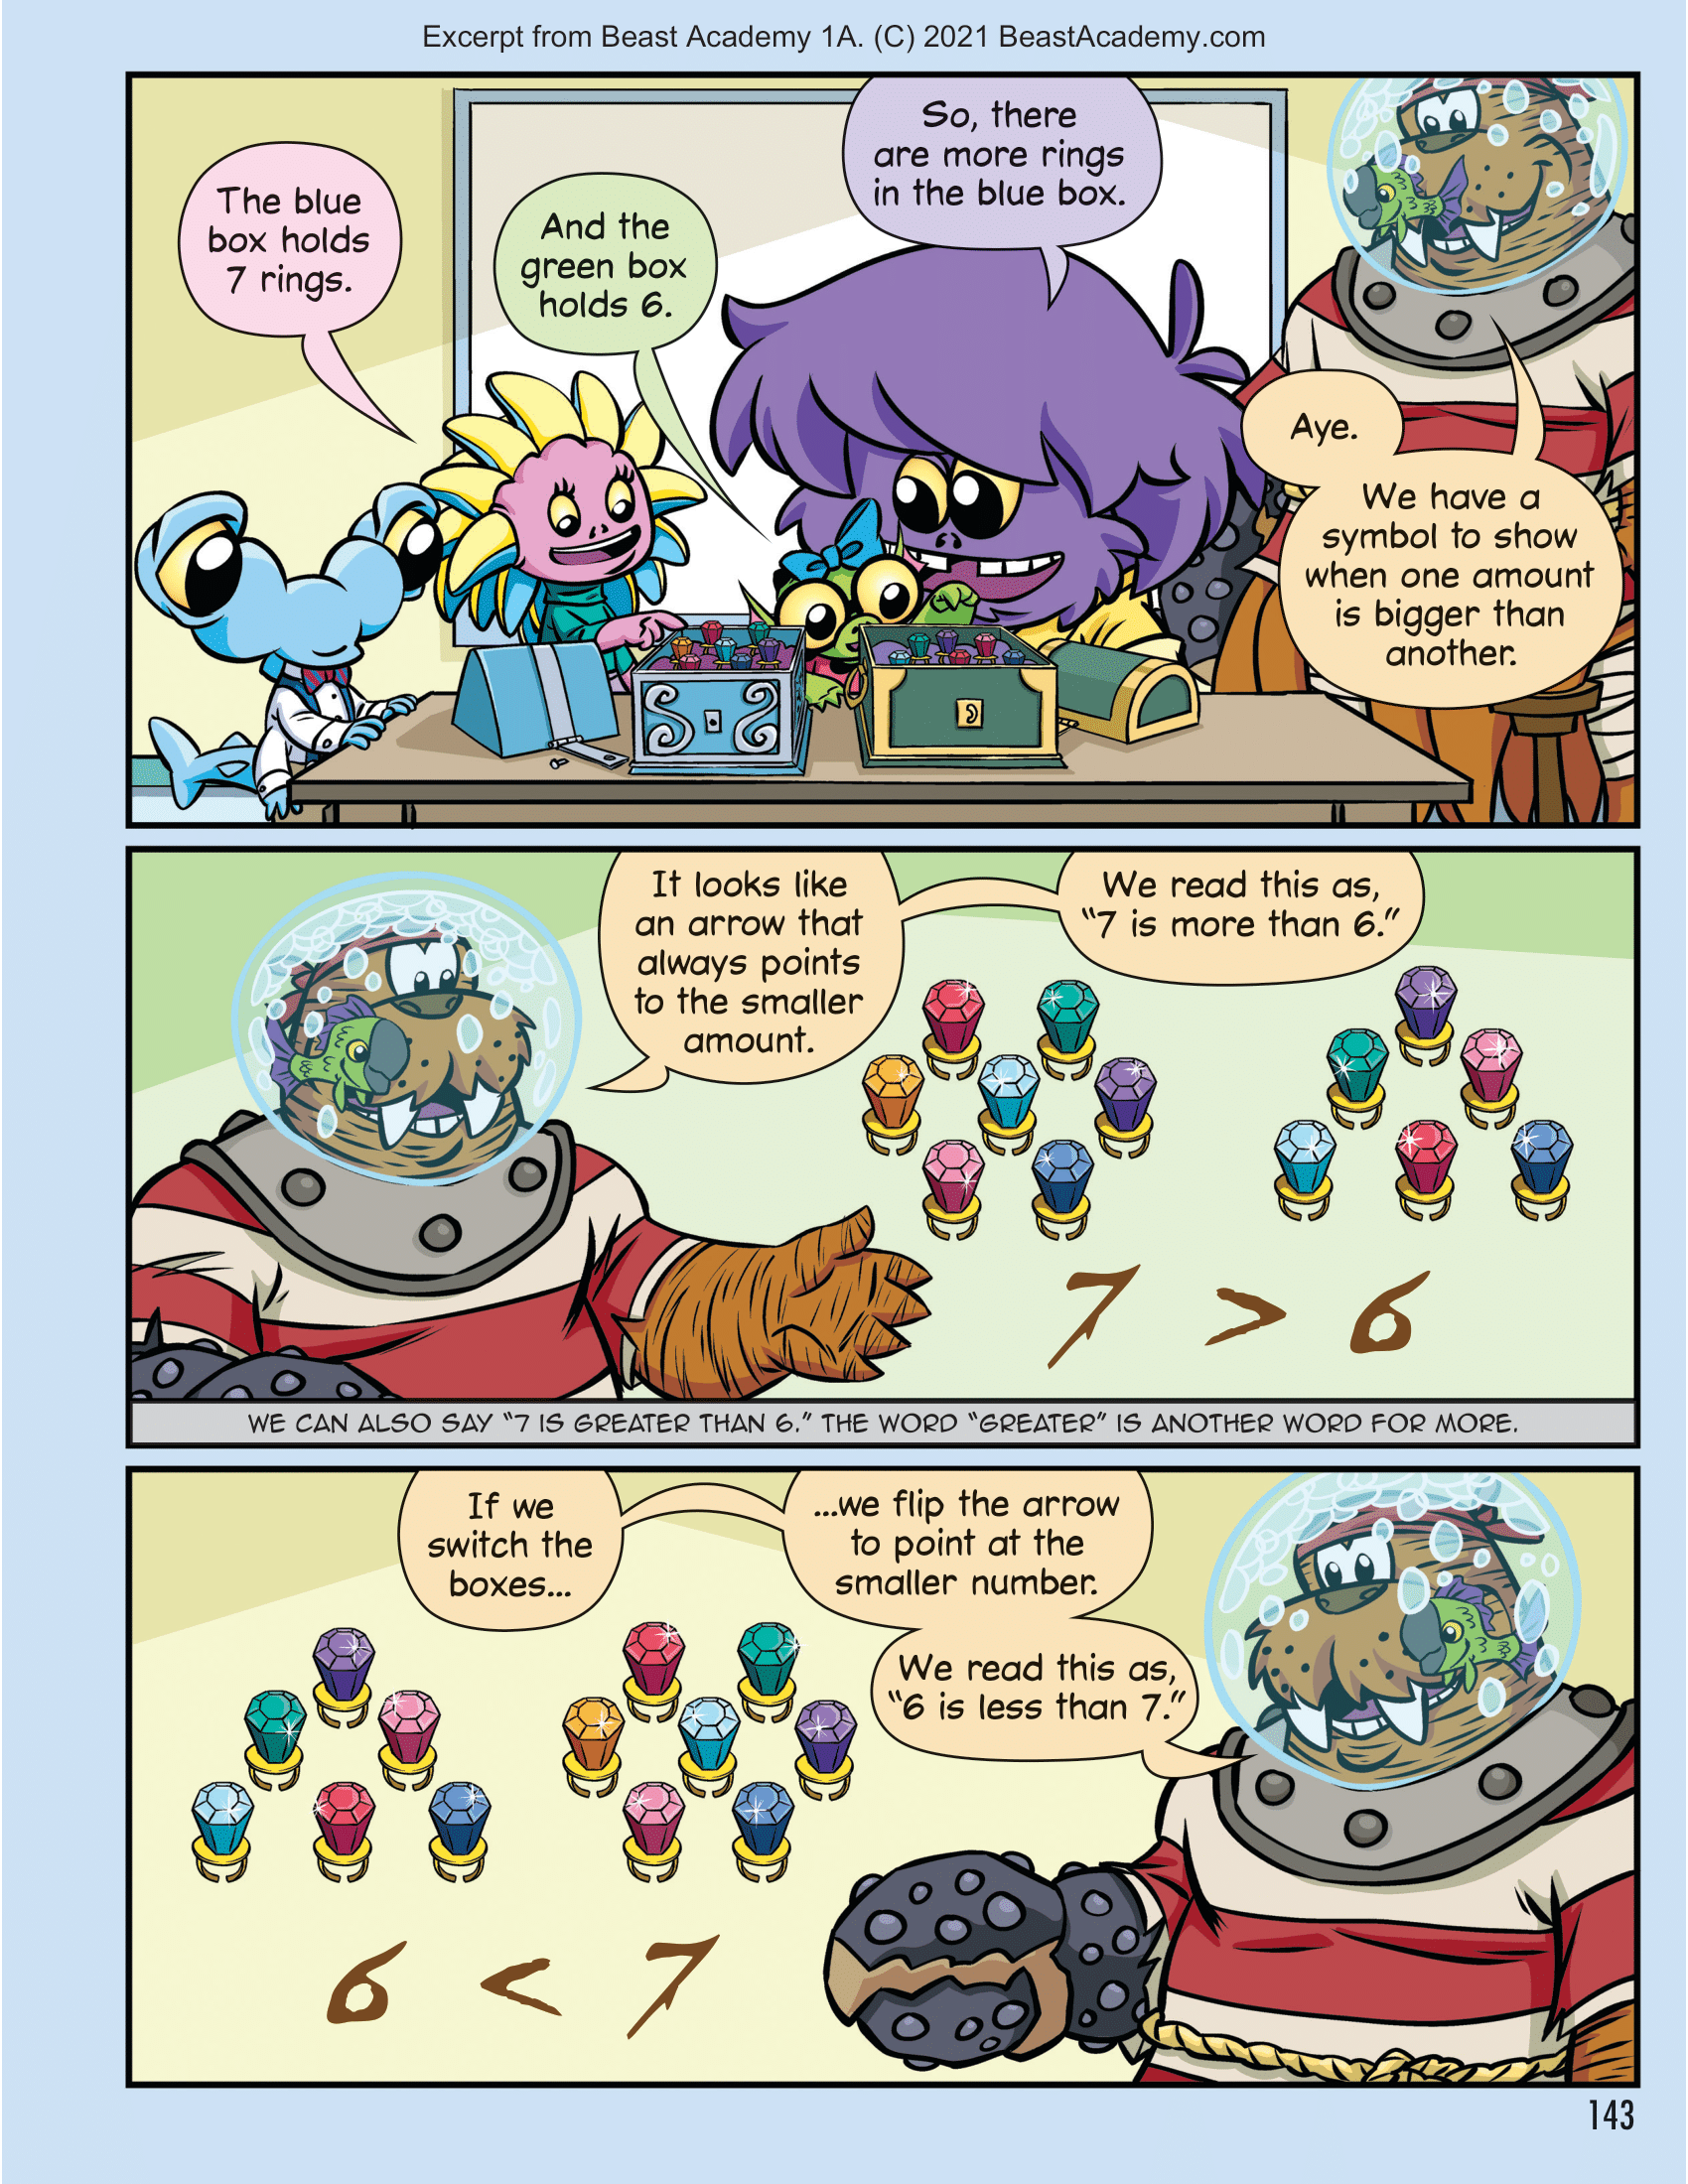 Excerpt from Beast Academy 1A. (C) 2021 BeastAcademy.com
The blue
box holds
7 rings.
And the
green box
holds 6.
So, there
are more rings
in the blue box.
Aye.
We have a
symbol to show
when one amount
is bigger than
another.
It looks like
an arrow that
always points
to the smaller
amount.
We read this as,
“7 is more than 6.”
7 > 6
WE CAN ALSO SAY “7 IS GREATER THAN 6.” THE WORD “GREATER” IS ANOTHER WORD FOR MORE.
If we
switch the
boxes...
...we flip the arrow
to point at the
smaller number.
We read this as,
“6 is less than 7.”
6 < 7
143